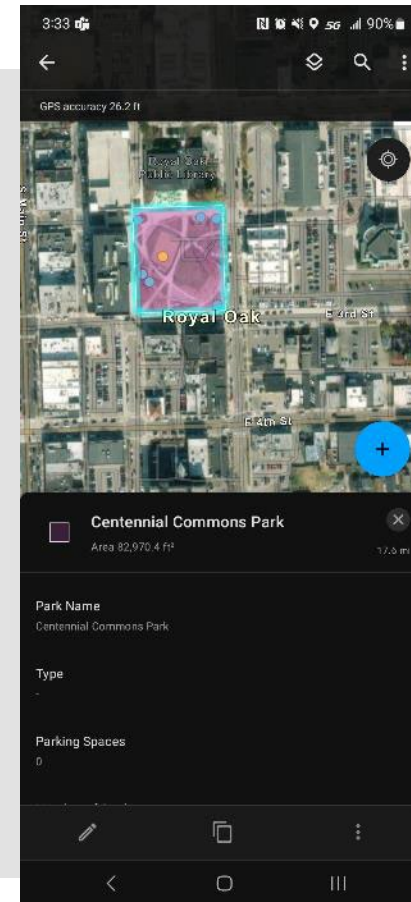 3:33
5G 90%
GPS accuracy 26.2 ft
Royal Oak
Public Library
S Main St
Royal Oak
E 3rd St
E 4th St
+
Centennial Commons Park
Area 82,970.4 ft²
17.6 mi
Park Name
Centennial Commons Park
Type
-
Parking Spaces
0